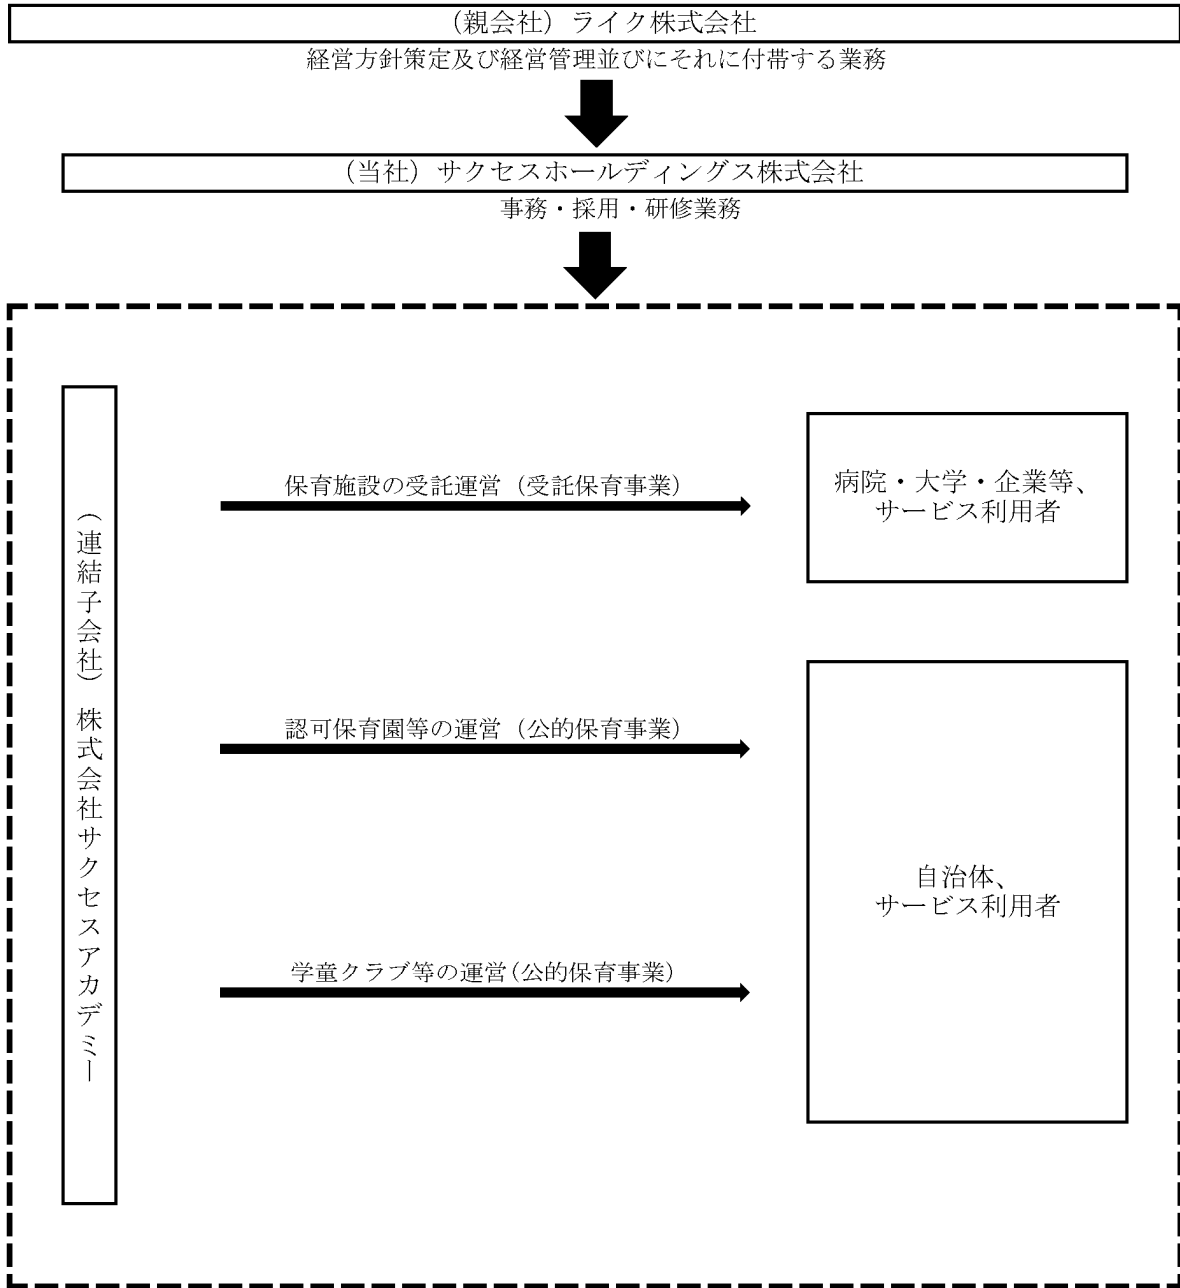 （親会社）ライク株式会社
経営方針策定及び経営管理並びにそれに付帯する業務
（当社）サクセスホールディングス株式会社
事務・採用・研修業務
（連結子会社）株式会社サクセスアカデミー
保育施設の受託運営（受託保育事業）
病院・大学・企業等、
サービス利用者
認可保育園等の運営（公的保育事業）
自治体、
サービス利用者
学童クラブ等の運営(公的保育事業)